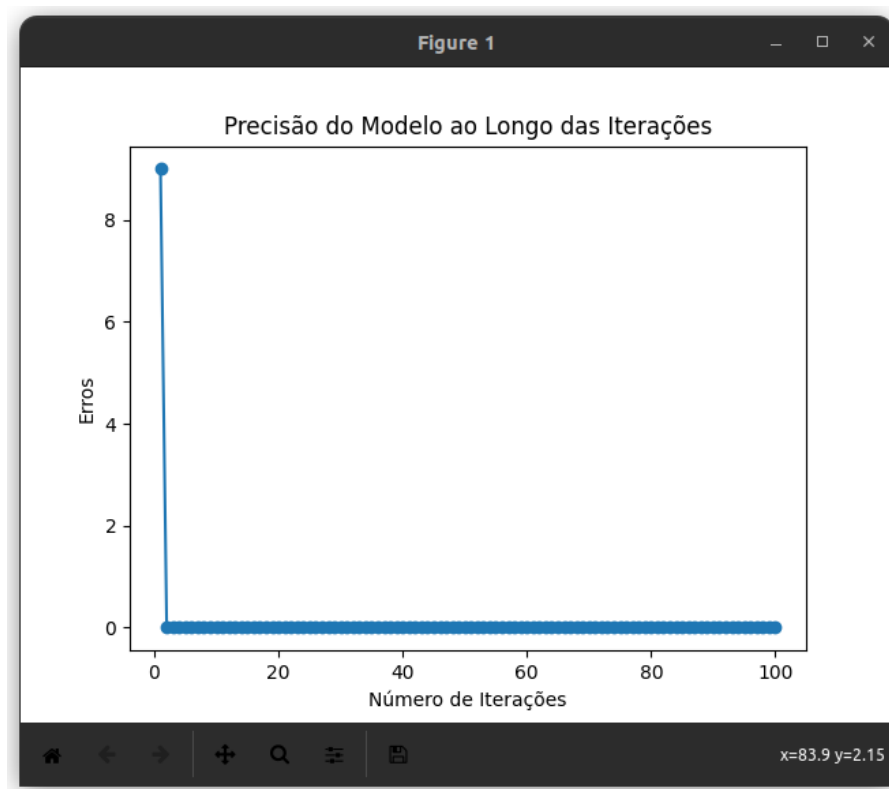 Figure 1
Precisão do Modelo ao Longo das Iterações
8
6
4
2
0
Erros
0 20 40 60 80 100
Número de Iterações
x=83.9 y=2.15